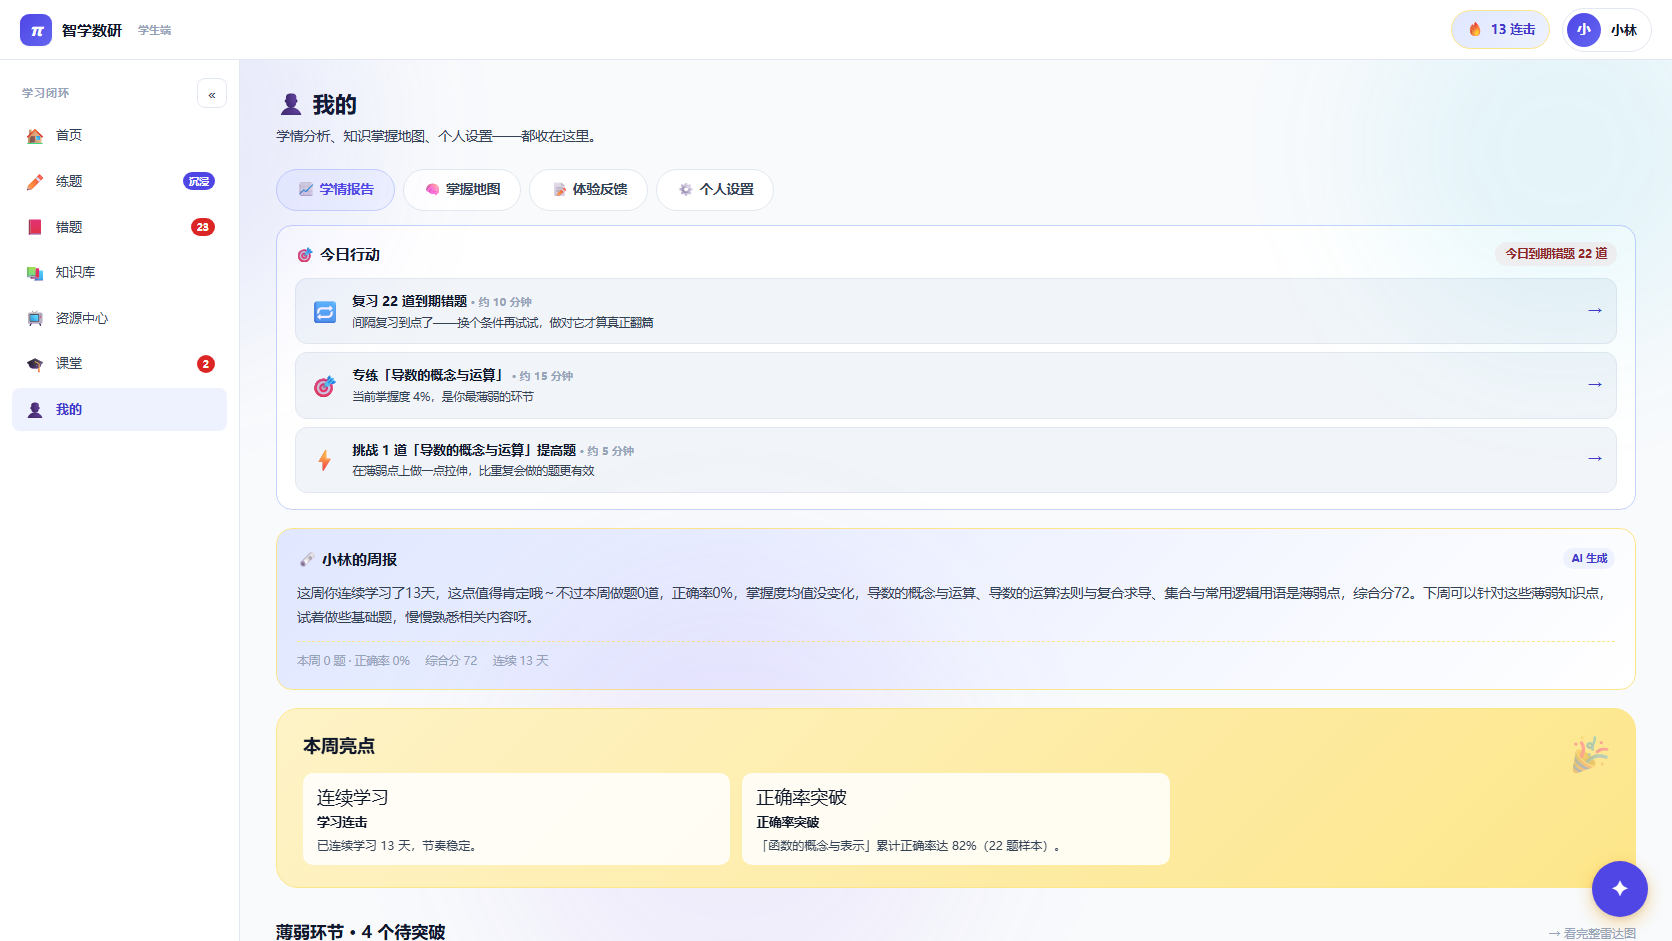 π 智学数研 学生端
13 连击
小 小林
学习闭环 «
首页
练题 沉浸
错题 23
知识库
资源中心
课堂 2
我的
我的
学情分析、知识掌握地图、个人设置——都收在这里。
学情报告 掌握地图 体验反馈 个人设置
今日行动 今日到期错题 22 道
复习 22 道到期错题 • 约 10 分钟
间隔复习到点了——换个条件再试试，做对它才算真正翻篇
→
专练「导数的概念与运算」 • 约 15 分钟
当前掌握度 4%，是你最薄弱的环节
→
挑战 1 道「导数的概念与运算」提高题 • 约 5 分钟
在薄弱点上做一点拉伸，比重复会做的题更有效
→
小林的周报 AI 生成
这周你连续学习了13天，这点值得肯定哦～不过本周做题0道，正确率0%，掌握度均值没变化，导数的概念与运算、导数的运算法则与复合求导、集合与常用逻辑用语是薄弱点，综合分72。下周可以针对这些薄弱知识点，
试着做些基础题，慢慢熟悉相关内容呀。
本周 0 题 · 正确率 0% 综合分 72 连续 13 天
本周亮点
连续学习
学习连击
已连续学习 13 天，节奏稳定。
正确率突破
正确率突破
「函数的概念与表示」累计正确率达 82%（22 题样本）。
薄弱环节 • 4 个待突破
→ 看完整雷达图